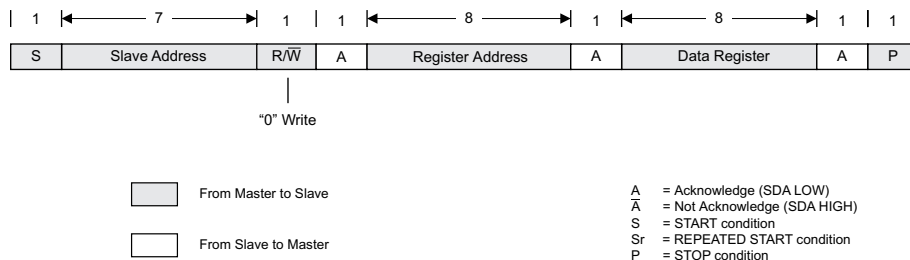 1 7 1 1 8 1 8 1 1
S Slave Address R/W̅ A Register Address A Data Register A P
“0” Write
From Master to Slave
From Slave to Master
A = Acknowledge (SDA LOW)
A̅ = Not Acknowledge (SDA HIGH)
S = START condition
Sr = REPEATED START condition
P = STOP condition